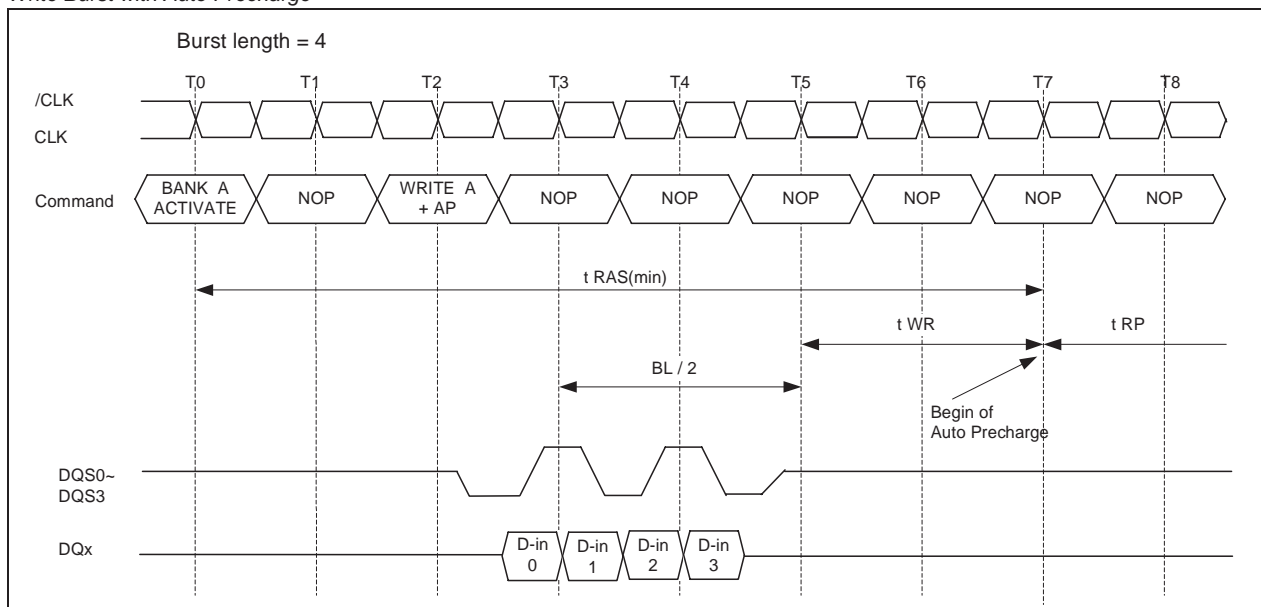 Write Burst with Auto Precharge
Burst length = 4
T0 T1 T2 T3 T4 T5 T6 T7 T8
/CLK
CLK
Command
BANK A
ACTIVATE
NOP
WRITE A
+ AP
NOP
NOP
NOP
NOP
NOP
NOP
t RAS(min)
t WR
t RP
BL / 2
Begin of
Auto Precharge
DQS0~
DQS3
DQx
D-in
0
D-in
1
D-in
2
D-in
3